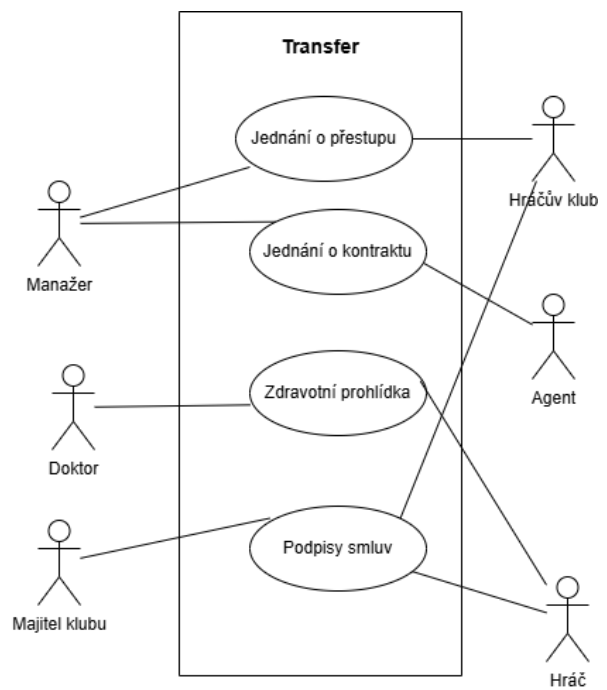 Transfer
Jednání o přestupu
Hráčův klub
Jednání o kontraktu
Manažer
Zdravotní prohlídka
Agent
Doktor
Podpisy smluv
Majitel klubu
Hráč